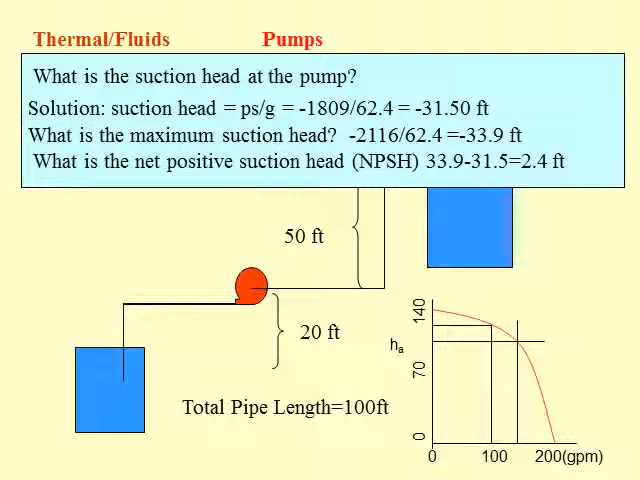 Thermal/Fluids Pumps
What is the suction head at the pump?
Solution: suction head = ps/g = -1809/62.4 = -31.50 ft
What is the maximum suction head? -2116/62.4 =-33.9 ft
What is the net positive suction head (NPSH) 33.9-31.5=2.4 ft
50 ft
20 ft
Total Pipe Length=100ft
140
ha
70
0
0 100 200(gpm)